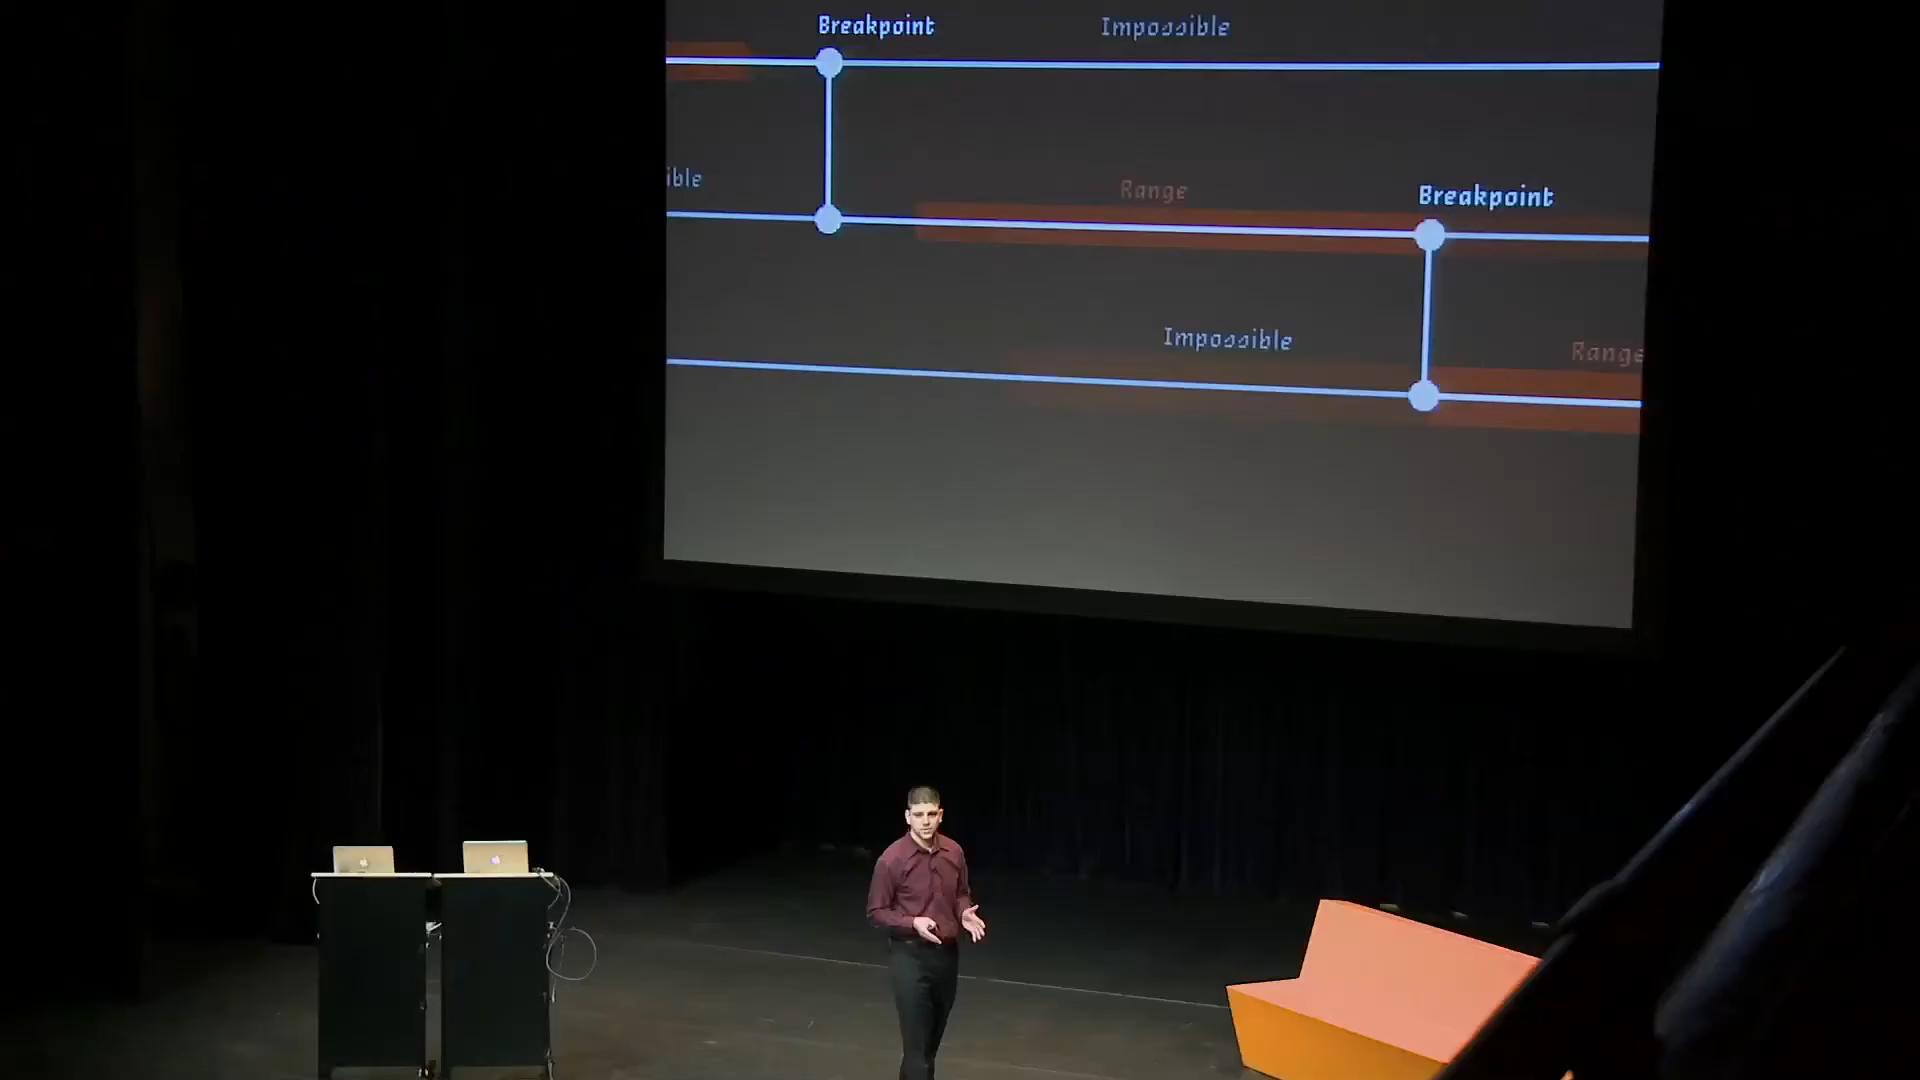 Breakpoint
Impossible
ible
Range
Breakpoint
Impossible
Range